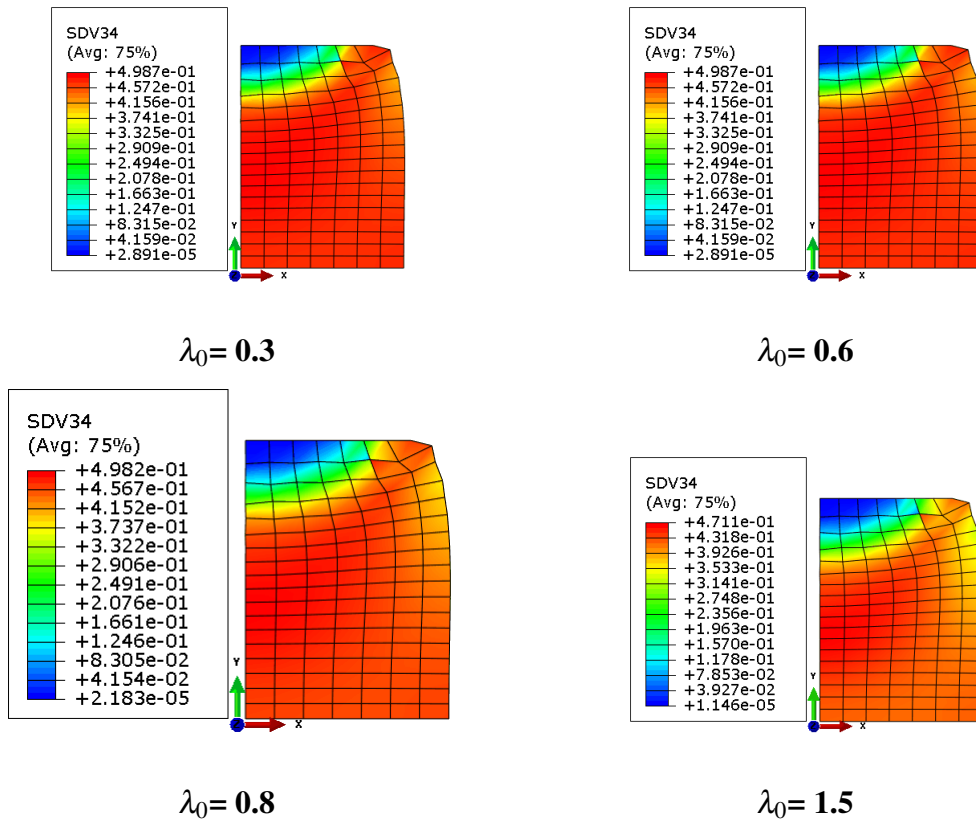 SDV34
(Avg: 75%)
+4.987e-01
+4.572e-01
+4.156e-01
+3.741e-01
+3.325e-01
+2.909e-01
+2.494e-01
+2.078e-01
+1.663e-01
+1.247e-01
+8.315e-02
+4.159e-02
+2.891e-05
Y
X
λ0= 0.3
SDV34
(Avg: 75%)
+4.987e-01
+4.572e-01
+4.156e-01
+3.741e-01
+3.325e-01
+2.909e-01
+2.494e-01
+2.078e-01
+1.663e-01
+1.247e-01
+8.315e-02
+4.159e-02
+2.891e-05
Y
X
λ0= 0.6
SDV34
(Avg: 75%)
+4.982e-01
+4.567e-01
+4.152e-01
+3.737e-01
+3.322e-01
+2.906e-01
+2.491e-01
+2.076e-01
+1.661e-01
+1.246e-01
+8.305e-02
+4.154e-02
+2.183e-05
Y
Z
X
λ0= 0.8
SDV34
(Avg: 75%)
+4.711e-01
+4.318e-01
+3.926e-01
+3.533e-01
+3.141e-01
+2.748e-01
+2.356e-01
+1.963e-01
+1.570e-01
+1.178e-01
+7.853e-02
+3.927e-02
+1.146e-05
Y
X
λ0= 1.5